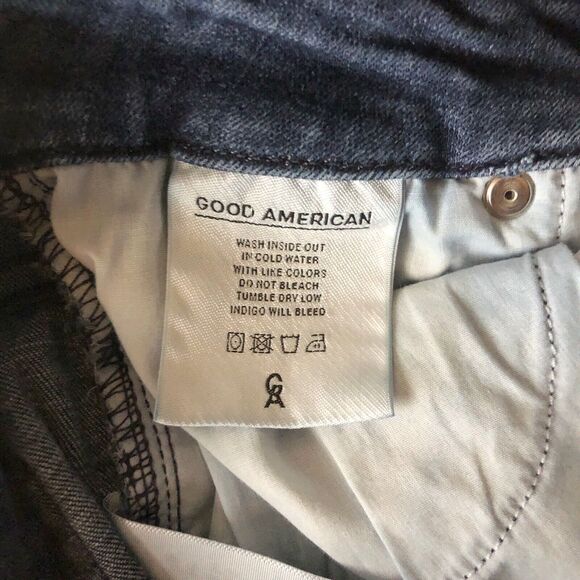 GOOD AMERICAN
WASH INSIDE OUT
IN COLD WATER
WITH LIKE COLORS
DO NOT BLEACH
TUMBLE DRY LOW
INDIGO WILL BLEED
GA